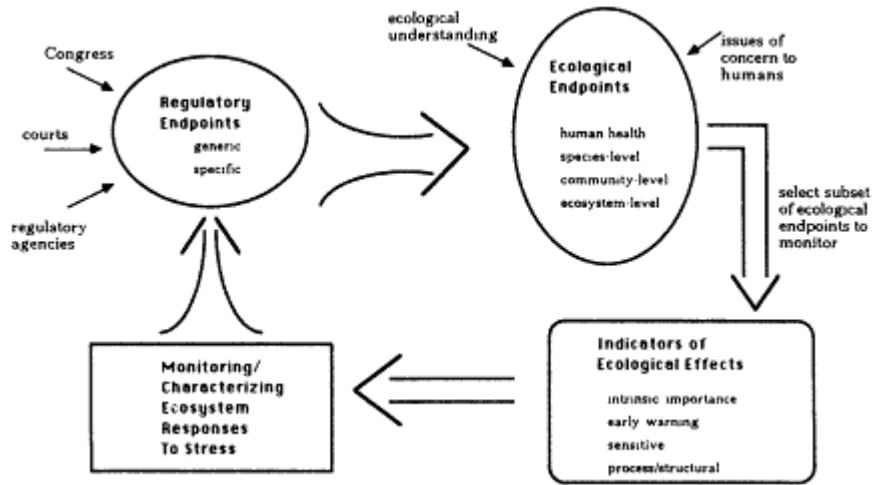 Congress
courts
regulatory
agencies
Regulatory
Endpoints
generic
specific
ecological
understanding
issues of
concern to
humans
Ecological
Endpoints
human health
species-level
community-level
ecosystem-level
select subset
of ecological
endpoints to
monitor
Indicators of
Ecological Effects
intrinsic importance
early warning
sensitive
process/structural
Monitoring/
Characterizing
Ecosystem
Responses
To Stress